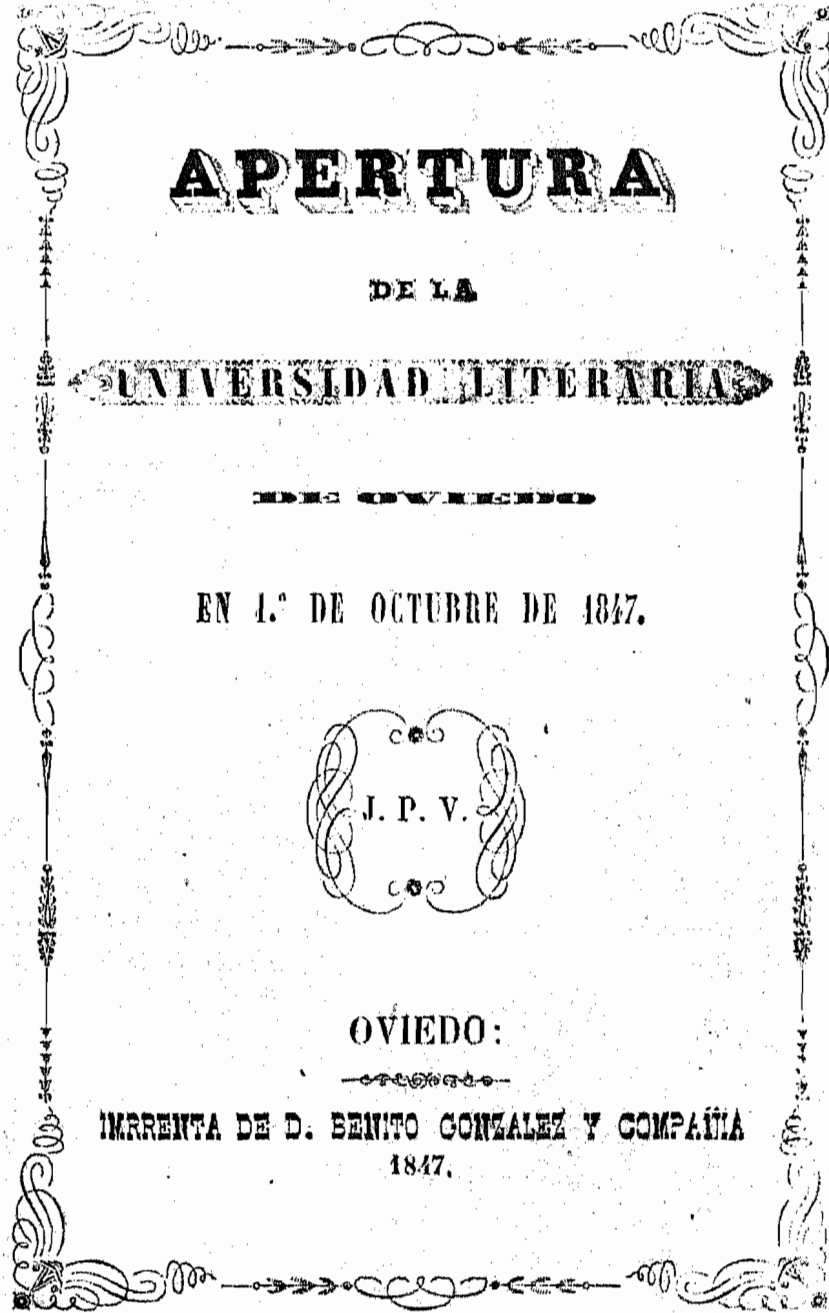 APERTURA
DE LA
UNIVERSIDAD LITERARIA
DE OVIEDO
EN 1.º DE OCTUBRE DE 1847.
J. P. V.
OVIEDO:
IMRRENTA DE D. BENITO GONZALEZ Y COMPAÑIA
1847.